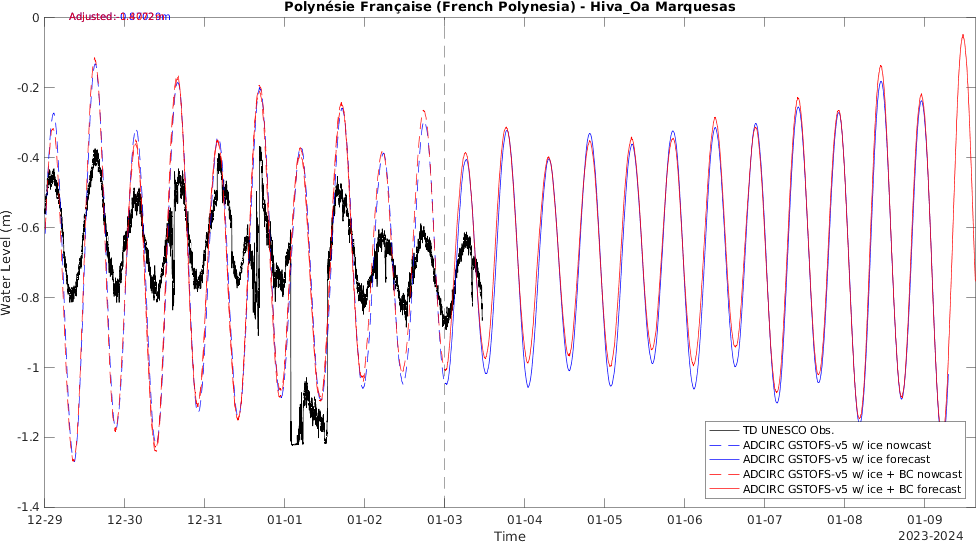 Polynésie Française (French Polynesia) - Hiva_Oa Marquesas
Adjusted:
0
-0.2
-0.4
-0.6
-0.8
-1
-1.2
-1.4
Water Level (m)
TD UNESCO Obs.
ADCIRC GSTOFS-v5 w/ ice nowcast
ADCIRC GSTOFS-v5 w/ ice forecast
ADCIRC GSTOFS-v5 w/ ice + BC nowcast
ADCIRC GSTOFS-v5 w/ ice + BC forecast
12-29 12-30 12-31 01-01 01-02 01-03 01-04 01-05 01-06 01-07 01-08 01-09
Time
2023-2024